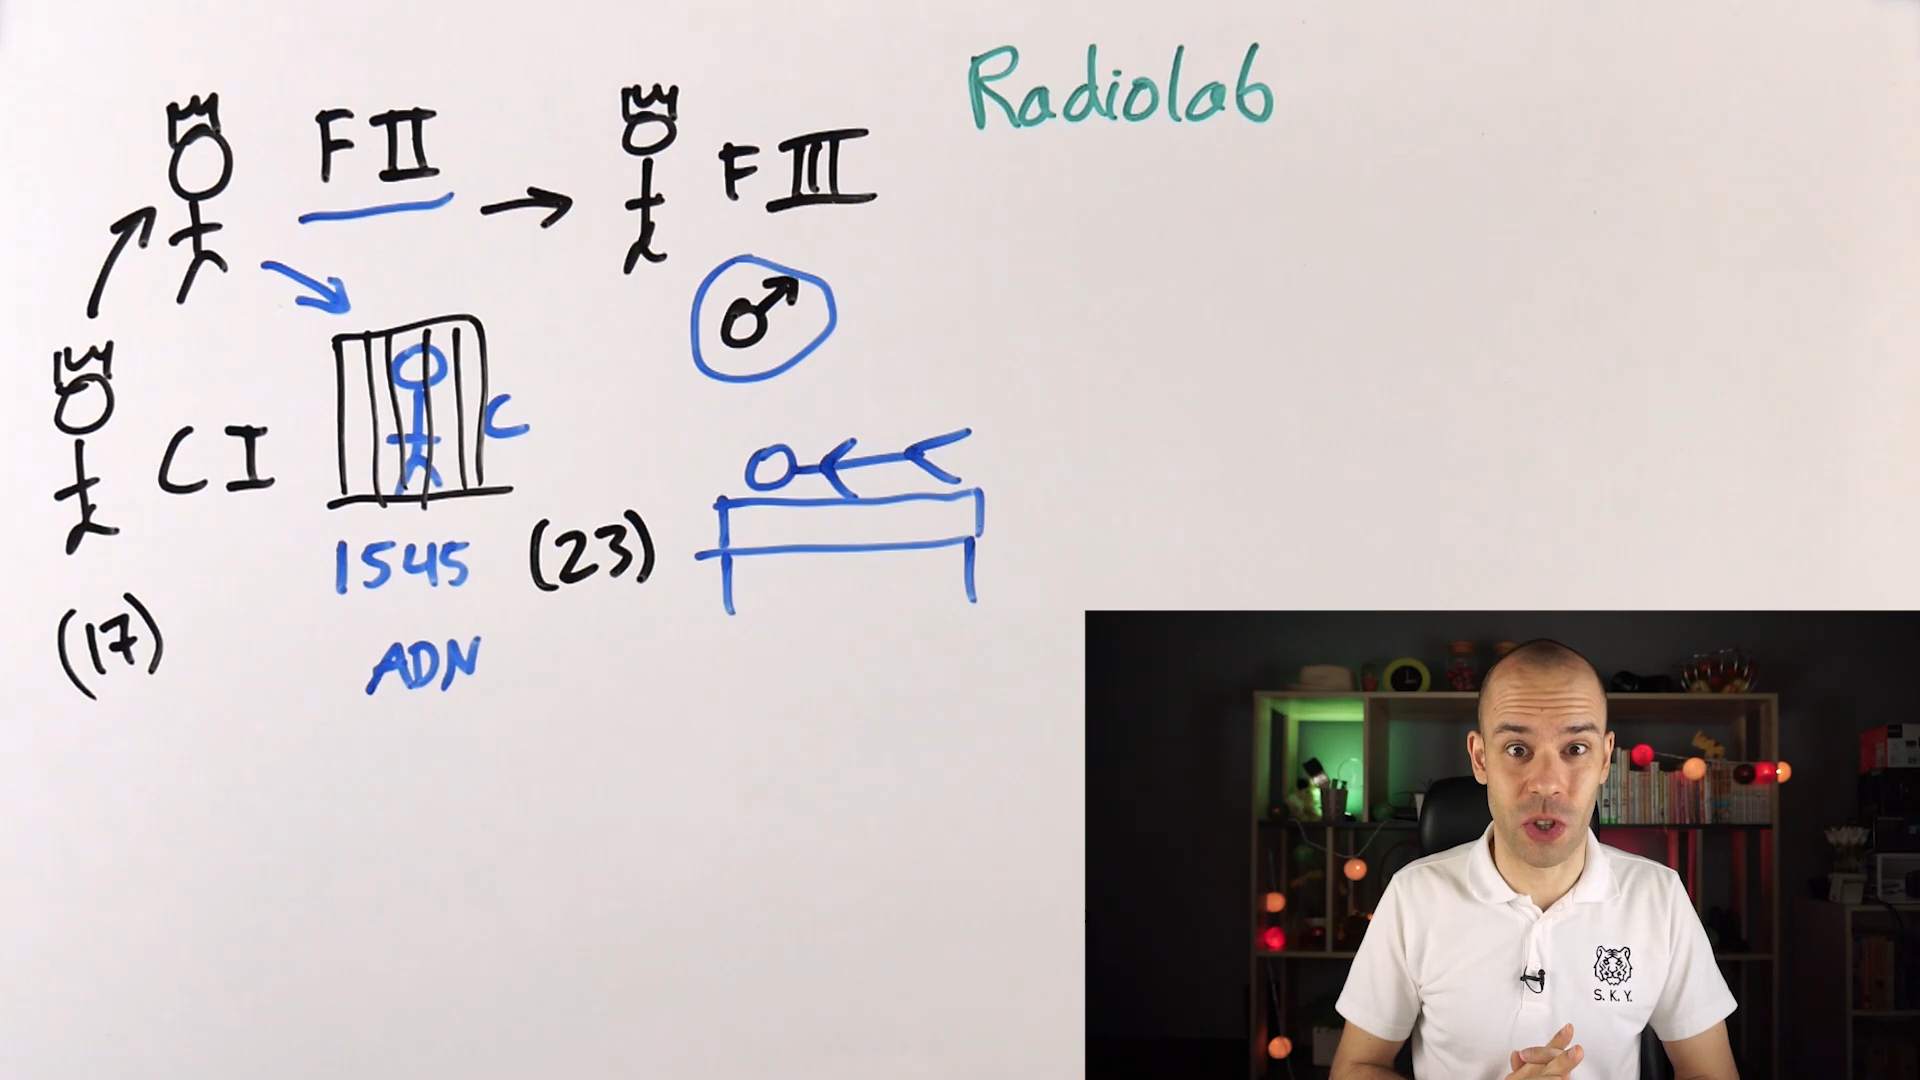 Radiolab
F II
F III
C I
C
1545
(23)
(17)
ADN
S. K. Y.